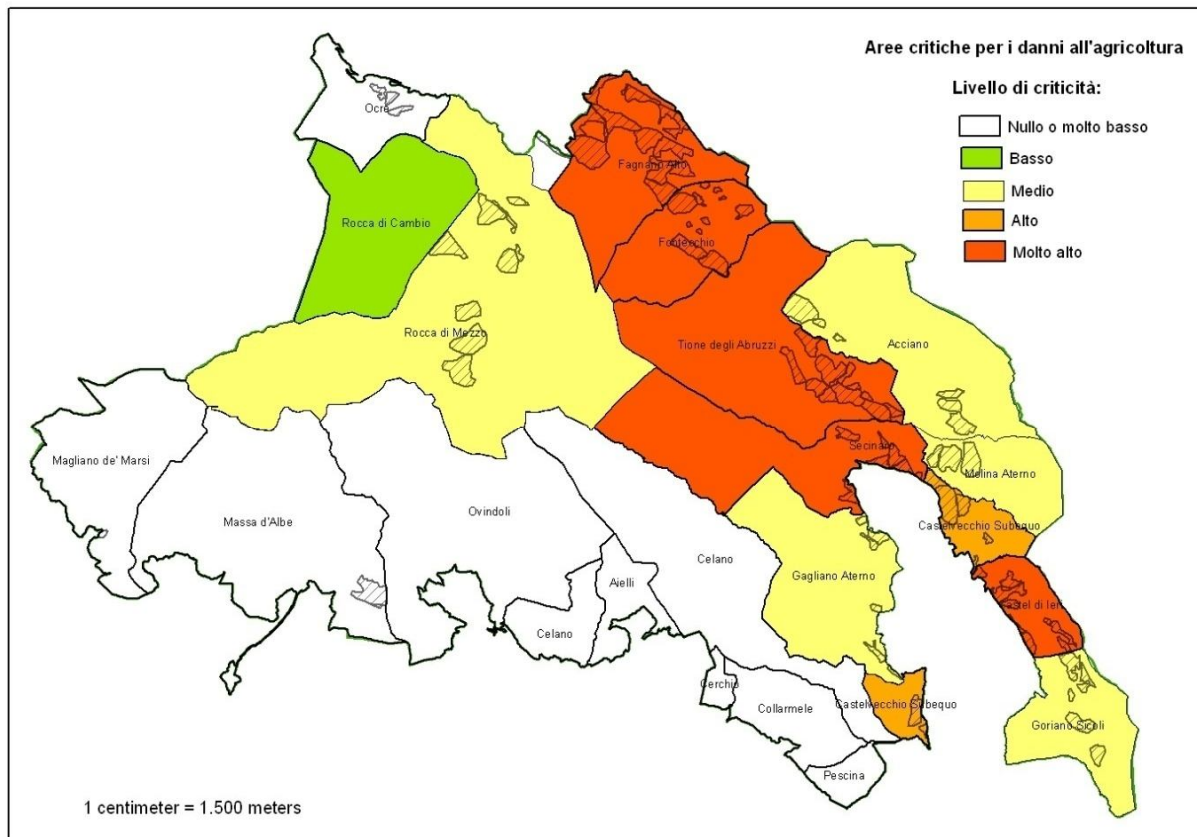 Aree critiche per i danni all'agricoltura
Livello di criticità:
Nullo o molto basso
Basso
Medio
Alto
Molto alto
Ocre
Fagnano Alto
Rocca di Cambio
Fontecchio
Rocca di Mezzo
Tione degli Abruzzi
Acciano
Secinaro
Magliano de' Marsi
Molina Aterno
Ovindoli
Massa d'Albe
Castelvecchio Subequo
Celano
Aielli
Gagliano Aterno
Castel di Ieri
Celano
Cerchio
Castelvecchio Subequo
Collarmele
Goriano Sicoli
Pescina
1 centimeter = 1.500 meters